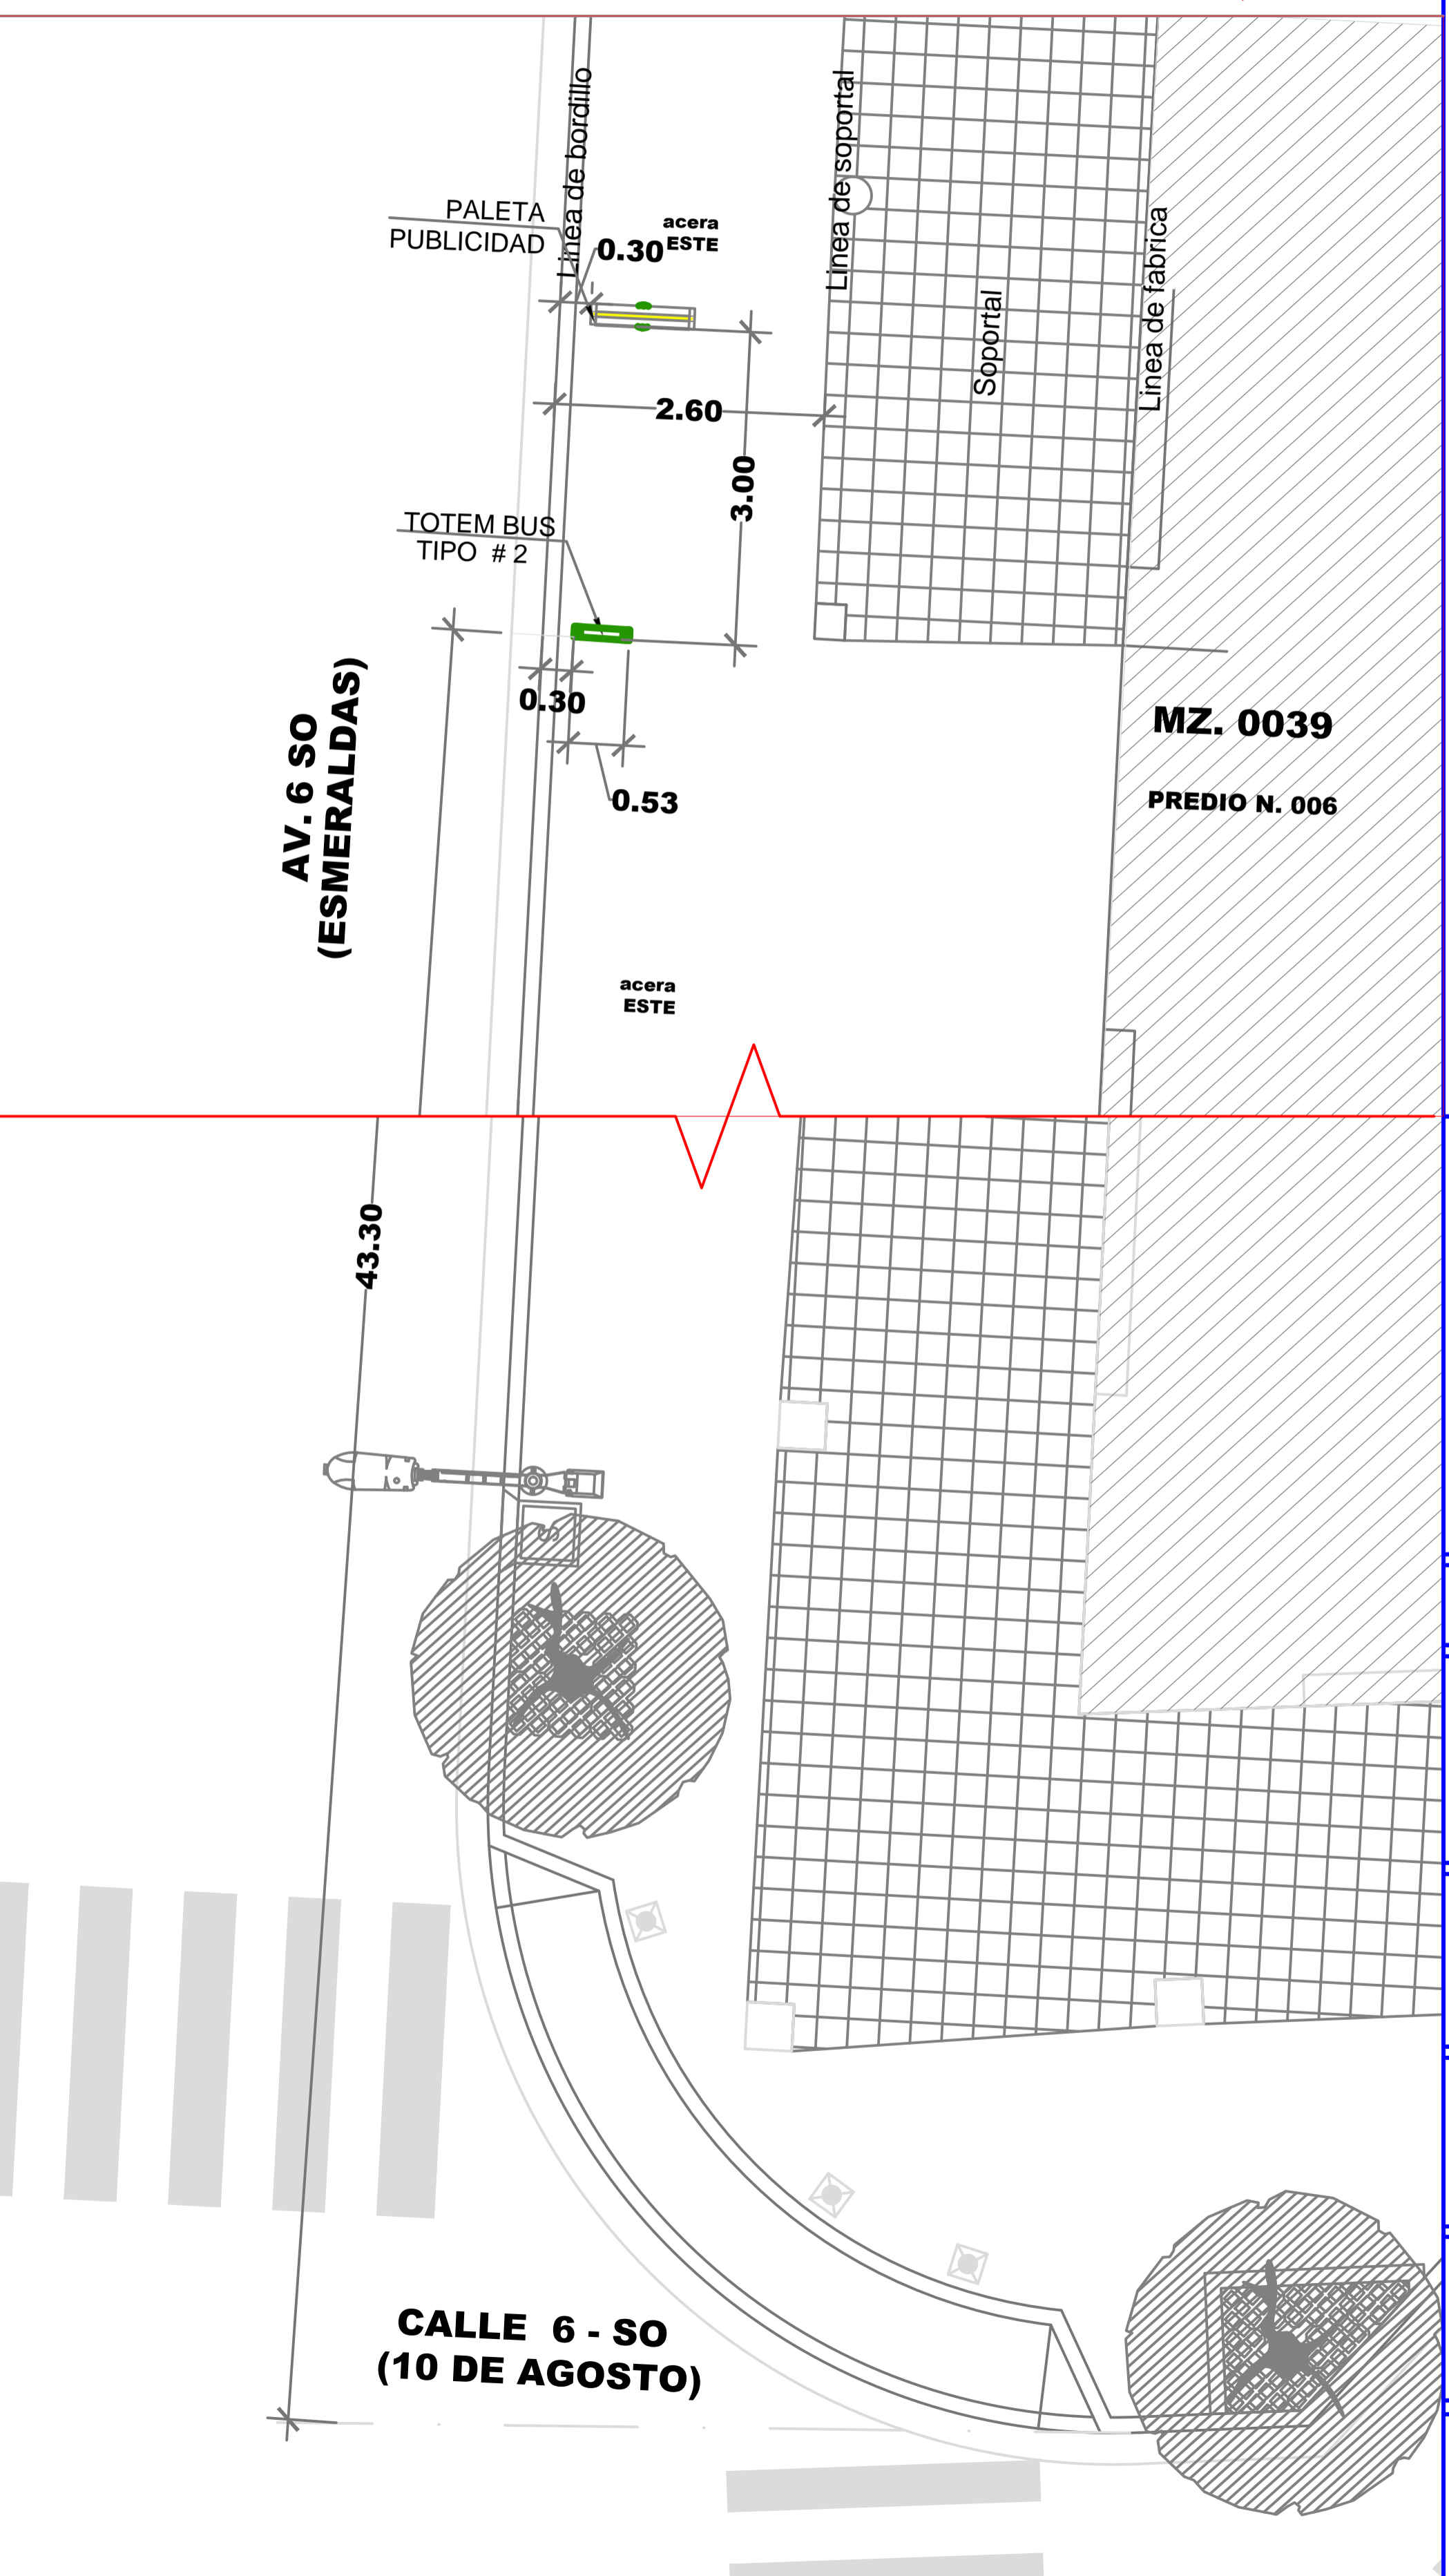 Linea de bordillo
Linea de soportal
PALETA
PUBLICIDAD
acera
ESTE
0.30
Linea de fabrica
Soportal
2.60
3.00
TOTEM BUS
TIPO # 2
0.30
0.53
AV. 6 SO
(ESMERALDAS)
MZ. 0039
PREDIO N. 006
acera
ESTE
43.30
S
CALLE 6 - SO
(10 DE AGOSTO)